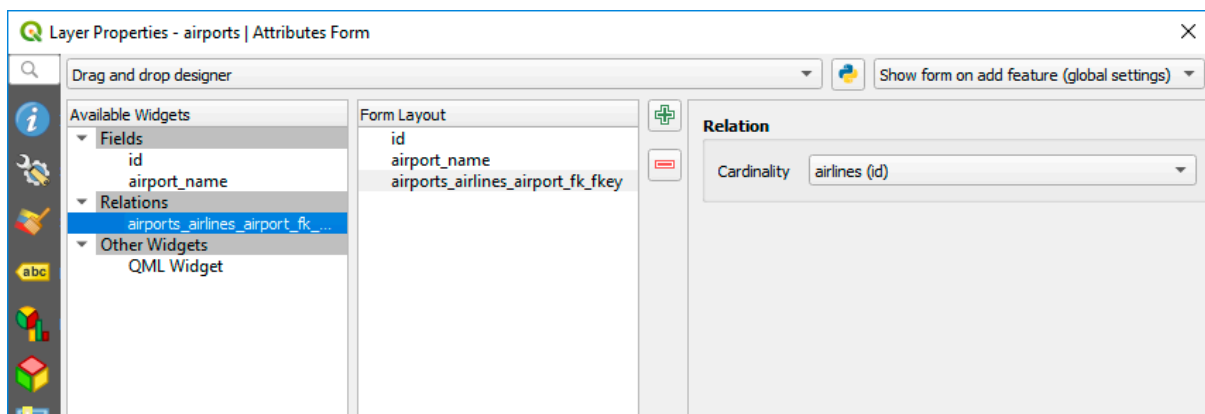 Layer Properties - airports | Attributes Form
Drag and drop designer
Show form on add feature (global settings)
Available Widgets
Fields
id
airport_name
Relations
airports_airlines_airport_fk_...
Other Widgets
QML Widget
Form Layout
id
airport_name
airports_airlines_airport_fk_fkey
Relation
Cardinality airlines (id)
abc